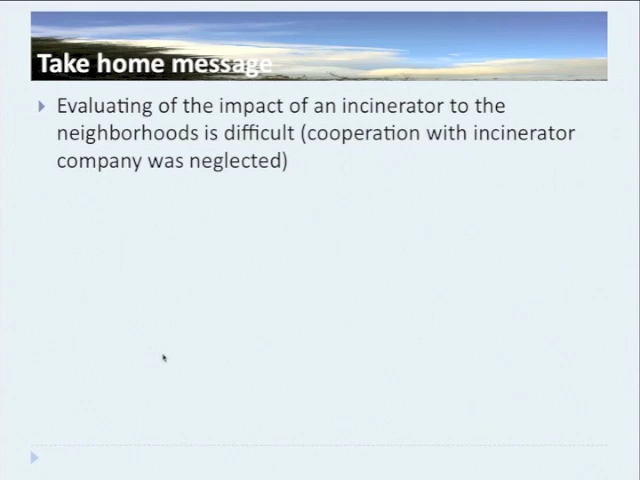 Take home message
Evaluating of the impact of an incinerator to the
neighborhoods is difficult (cooperation with incinerator
company was neglected)